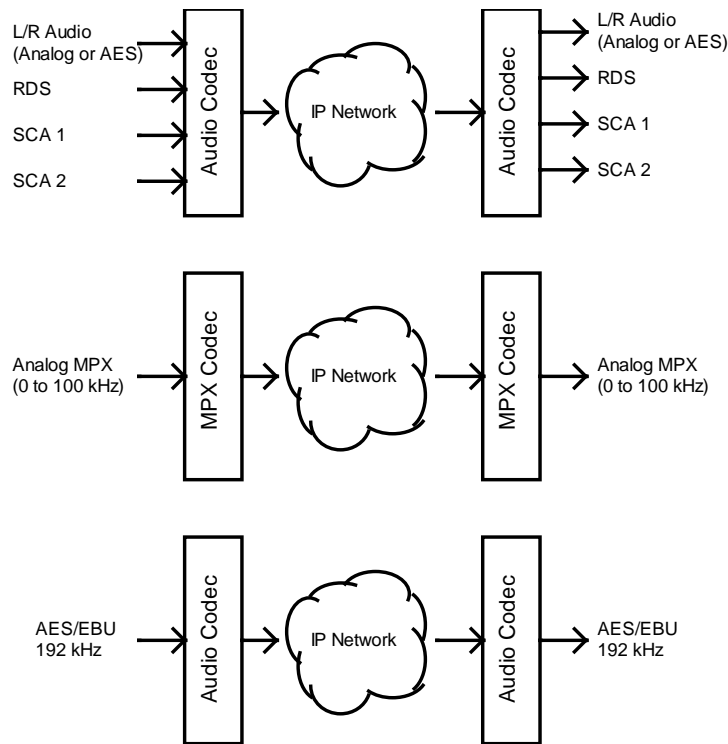 L/R Audio
(Analog or AES)
RDS
SCA 1
SCA 2
Audio Codec
IP Network
Audio Codec
L/R Audio
(Analog or AES)
RDS
SCA 1
SCA 2
Analog MPX
(0 to 100 kHz)
MPX Codec
IP Network
MPX Codec
Analog MPX
(0 to 100 kHz)
AES/EBU
192 kHz
Audio Codec
IP Network
Audio Codec
AES/EBU
192 kHz